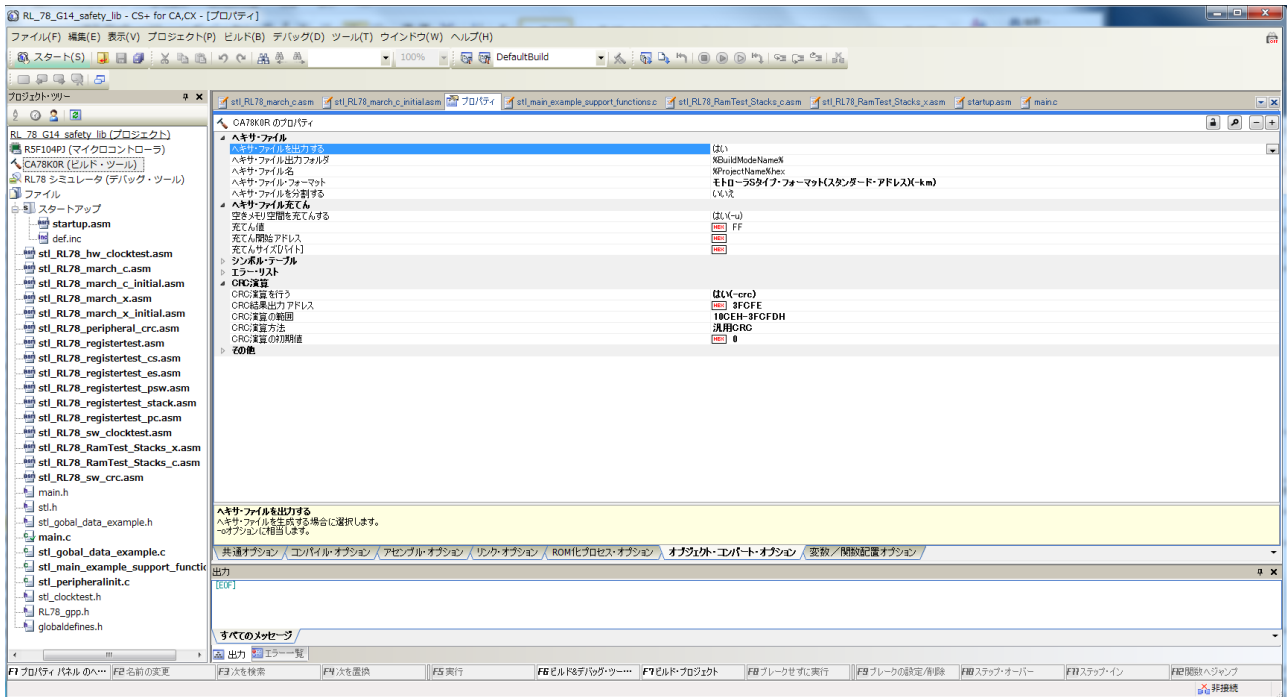 RL_78_G14_safety_lib - CS+ for CA,CX - [プロパティ]
ファイル(F) 編集(E) 表示(V) プロジェクト(P) ビルド(B) デバッグ(D) ツール(T) ウインドウ(W) ヘルプ(H)
スタート(S) 100% DefaultBuild
プロジェクト・ツリー
RL_78_G14_safety_lib (プロジェクト)
R5F104PJ (マイクロコントローラ)
CA78K0R (ビルド・ツール)
RL78 シミュレータ (デバッグ・ツール)
ファイル
スタートアップ
startup.asm
def.inc
stl_RL78_hw_clocktest.asm
stl_RL78_march_c.asm
stl_RL78_march_c_initial.asm
stl_RL78_march_x.asm
stl_RL78_march_x_initial.asm
stl_RL78_peripheral_crc.asm
stl_RL78_registertest.asm
stl_RL78_registertest_cs.asm
stl_RL78_registertest_es.asm
stl_RL78_registertest_psw.asm
stl_RL78_registertest_stack.asm
stl_RL78_registertest_pc.asm
stl_RL78_sw_clocktest.asm
stl_RL78_RamTest_Stacks_x.asm
stl_RL78_RamTest_Stacks_c.asm
stl_RL78_sw_crc.asm
main.h
stl.h
stl_gobal_data_example.h
main.c
stl_gobal_data_example.c
stl_main_example_support_functic
stl_peripheralinit.c
stl_clocktest.h
RL78_gpp.h
globaldefines.h
stl_RL78_march_c.asm stl_RL78_march_c_initial.asm プロパティ stl_main_example_support_functions.c stl_RL78_RamTest_Stacks_c.asm stl_RL78_RamTest_Stacks_x.asm startup.asm main.c
CA78K0R のプロパティ
ヘキサ・ファイル
ヘキサ・ファイルを出力する はい
ヘキサ・ファイル出力フォルダ %BuildModeName%
ヘキサ・ファイル名 %ProjectName%.hex
ヘキサ・ファイル・フォーマット モトローラSタイプ・フォーマット(スタンダード・アドレス)(-km)
ヘキサ・ファイルを分割する いいえ
ヘキサ・ファイル充てん
空きメモリ空間を充てんする はい(-u)
充てん値 HEX FF
充てん開始アドレス HEX
充てんサイズ[バイト] HEX
シンボル・テーブル
エラー・リスト
CRC演算
CRC演算を行う はい(-crc)
CRC結果出力アドレス HEX 3FCFE
CRC演算の範囲 10CEH-3FCFDH
CRC演算方法 汎用CRC
CRC演算の初期値 HEX 0
その他
ヘキサ・ファイルを出力する
ヘキサ・ファイルを生成する場合に選択します。
-oオプションに相当します。
共通オプション コンパイル・オプション アセンブル・オプション リンク・オプション ROM化プロセス・オプション オブジェクト・コンバート・オプション 変数／関数配置オプション
出力
[EOF]
すべてのメッセージ
出力 エラー一覧
F1 プロパティ パネル のヘ… F2 名前の変更 F3 次を検索 F4 次を置換 F5 実行 F6 ビルド&デバッグ・ツー… F7 ビルド・プロジェクト F8 ブレークせずに実行 F9 ブレークの設定/削除 F10 ステップ・オーバー F11 ステップ・イン F12 関数へジャンプ
非接続